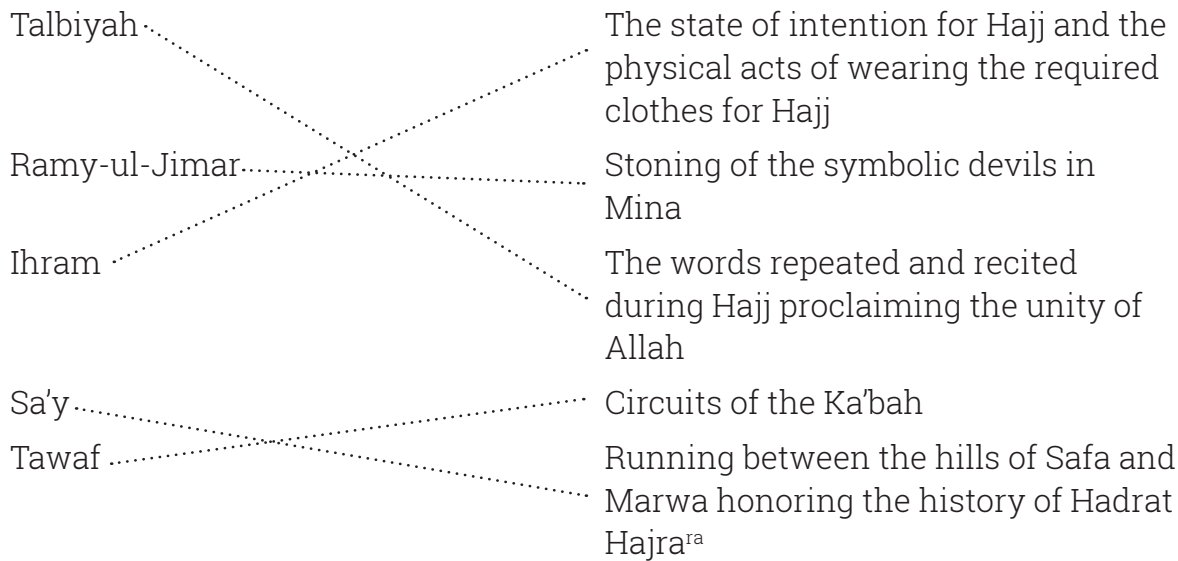 Talbiyah
The state of intention for Hajj and the
physical acts of wearing the required
clothes for Hajj
Ramy-ul-Jimar
Stoning of the symbolic devils in
Mina
Ihram
The words repeated and recited
during Hajj proclaiming the unity of
Allah
Sa’y
Circuits of the Ka’bah
Tawaf
Running between the hills of Safa and
Marwa honoring the history of Hadrat
Hajraʳᵃ